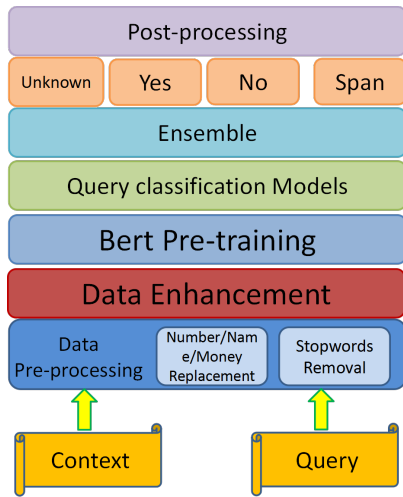 Post-processing
Unknown
Yes
No
Span
Ensemble
Query classification Models
Bert Pre-training
Data Enhancement
Data
Pre-processing
Number/Nam
e/Money
Replacement
Stopwords
Removal
Context
Query